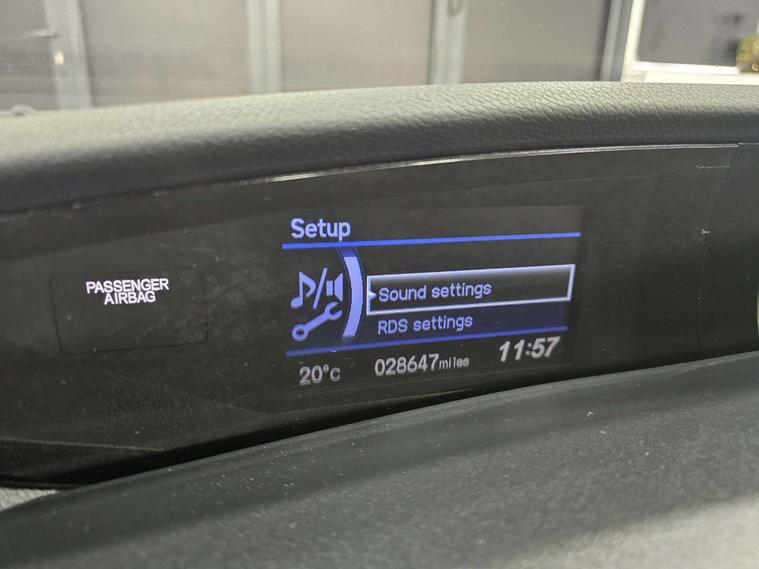 PASSENGER
AIRBAG
Setup
Sound settings
RDS settings
20°C 028647miles 11:57